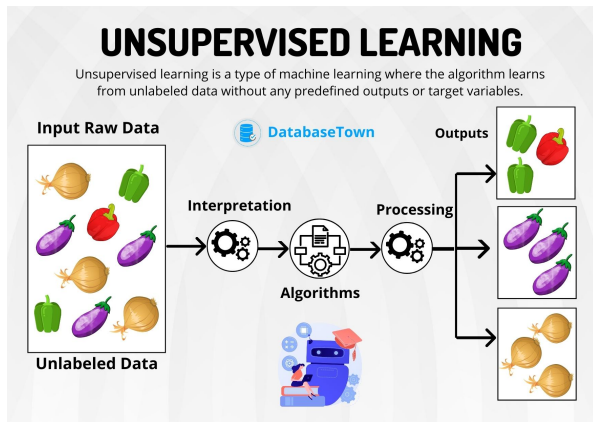 UNSUPERVISED LEARNING
Unsupervised learning is a type of machine learning where the algorithm learns
from unlabeled data without any predefined outputs or target variables.
Input Raw Data
DatabaseTown
Outputs
Interpretation
Processing
Algorithms
Unlabeled Data